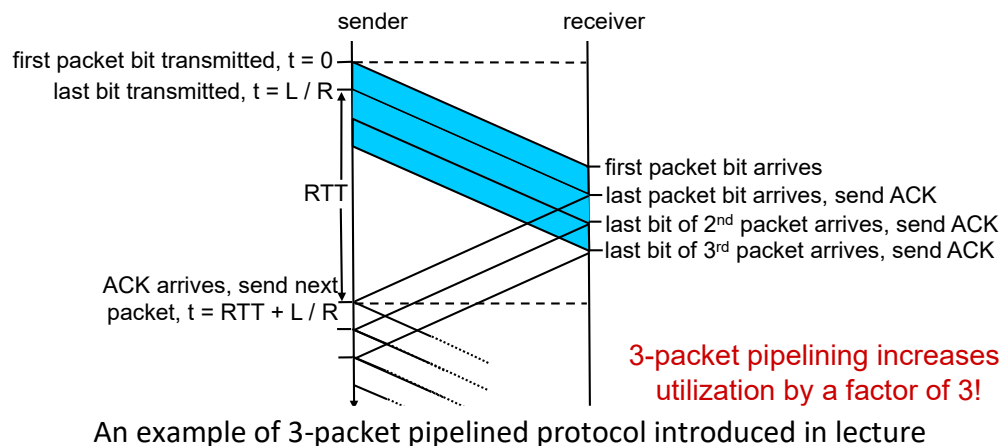 sender
receiver
first packet bit transmitted, t = 0
last bit transmitted, t = L / R
RTT
first packet bit arrives
last packet bit arrives, send ACK
last bit of 2nd packet arrives, send ACK
last bit of 3rd packet arrives, send ACK
ACK arrives, send next
packet, t = RTT + L / R
3-packet pipelining increases
utilization by a factor of 3!
An example of 3-packet pipelined protocol introduced in lecture